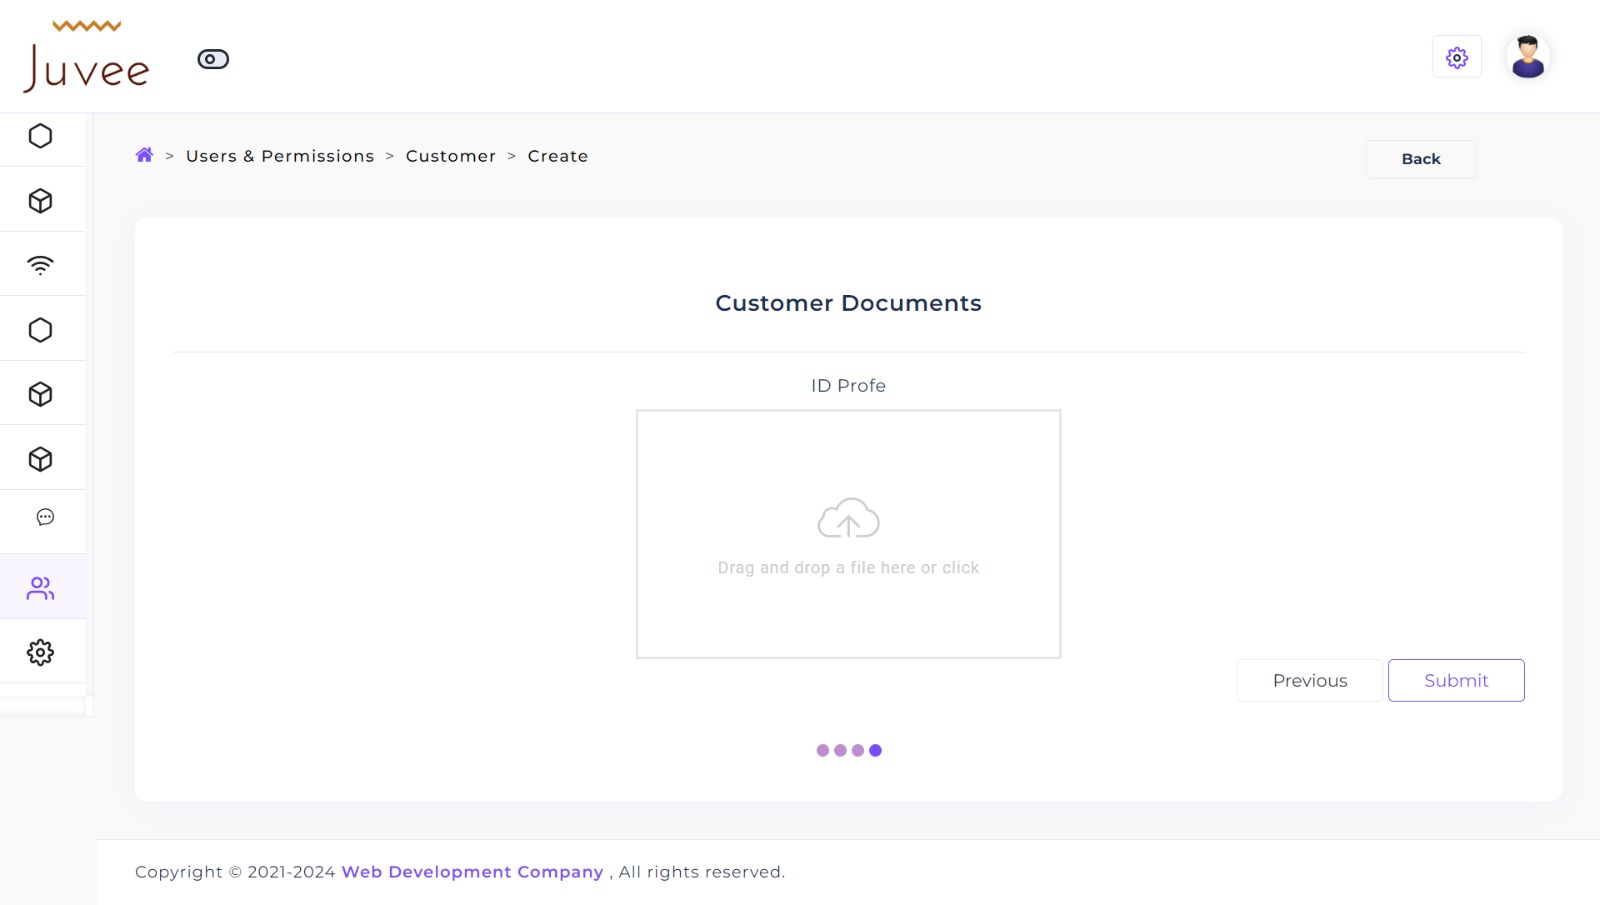 Juvee
> Users & Permissions > Customer > Create
Back
Customer Documents
ID Profe
Drag and drop a file here or click
Previous
Submit
Copyright © 2021-2024 Web Development Company , All rights reserved.